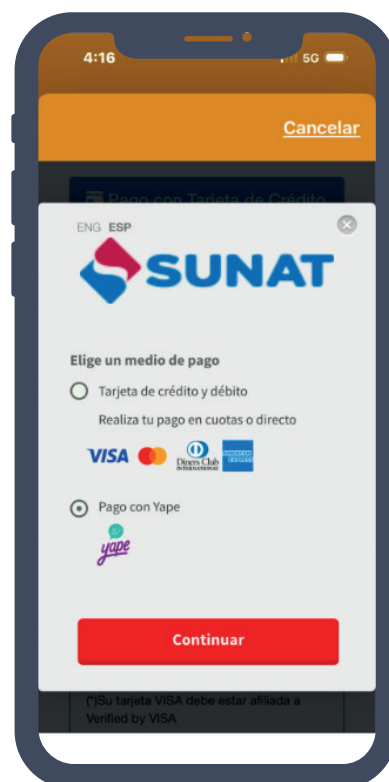 4:16
5G
Cancelar
Pago con Tarjeta de Crédito
ENG ESP
SUNAT
Elige un medio de pago
Tarjeta de crédito y débito
Realiza tu pago en cuotas o directo
VISA
Diners Club
INTERNATIONAL
AMERICAN
EXPRESS
Pago con Yape
S/
yape
Continuar
(*)Su tarjeta VISA debe estar afiliada a
Verified by VISA